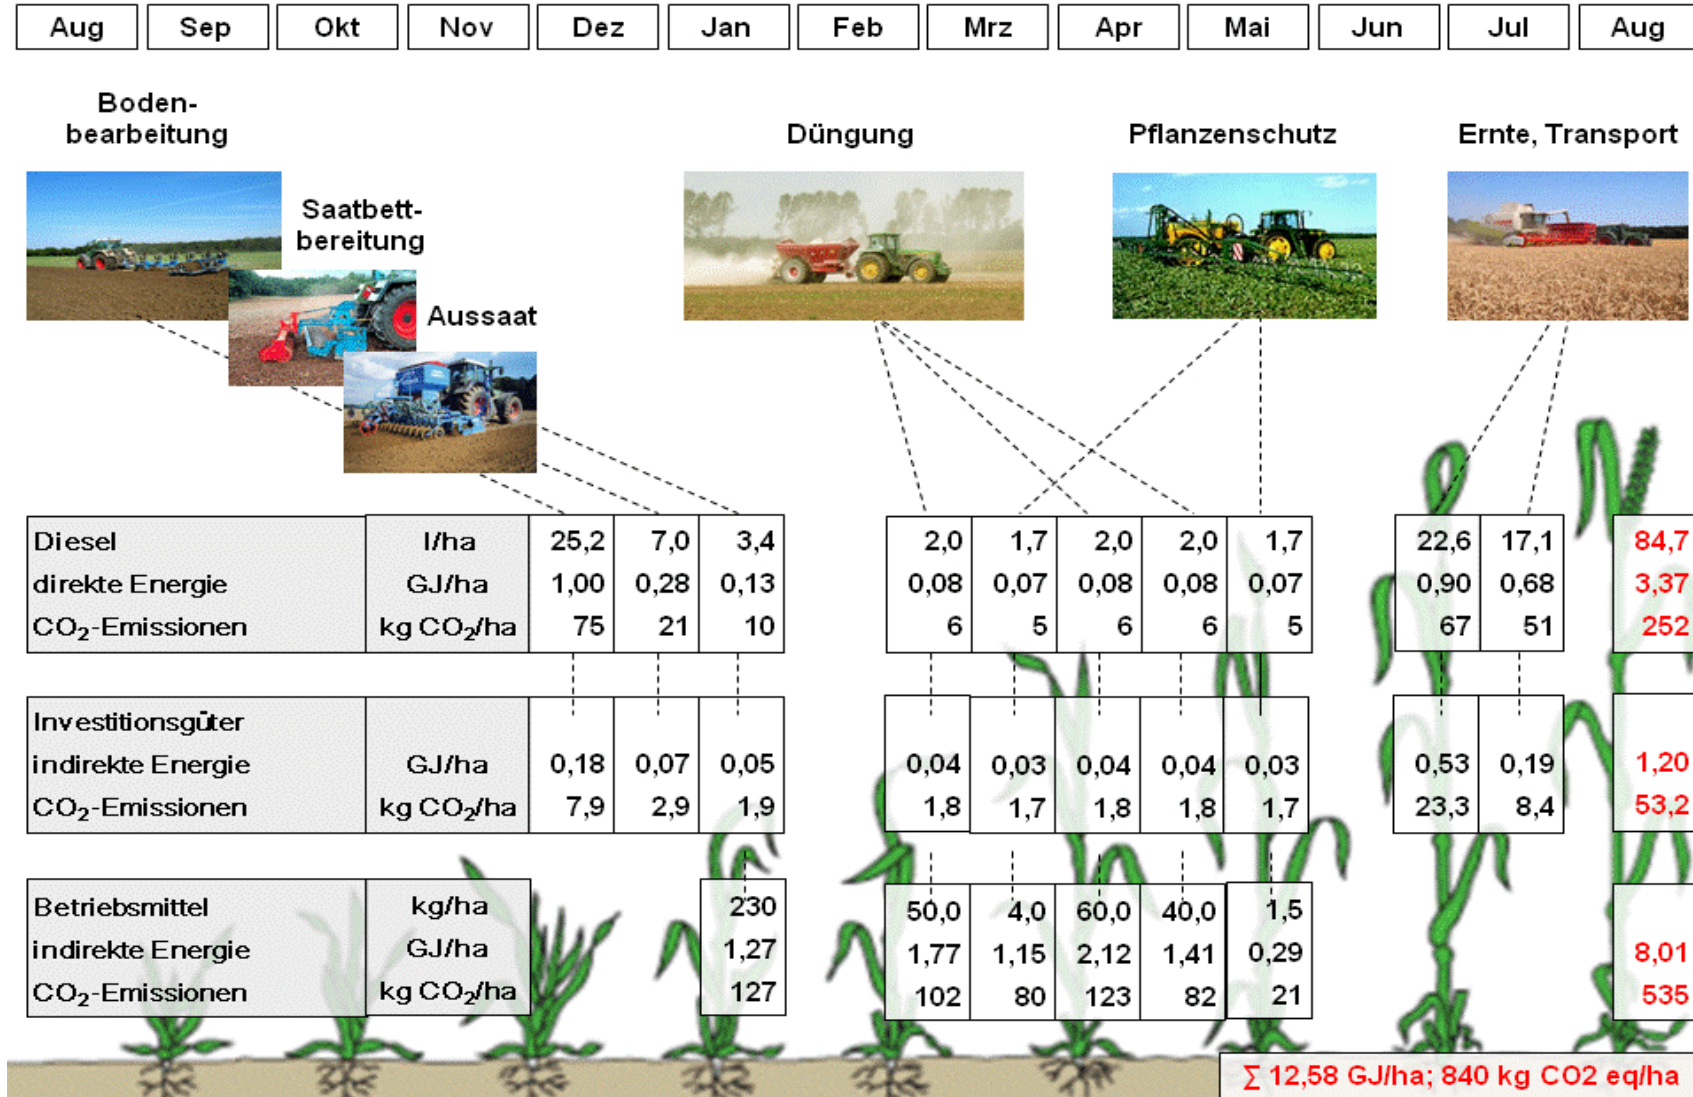 Aug Sep Okt Nov Dez Jan Feb Mrz Apr Mai Jun Jul Aug
Boden-
bearbeitung
Saatbett-
bereitung
Aussaat
Düngung
Pflanzenschutz
Ernte, Transport
Diesel l/ha 25,2 7,0 3,4 2,0 1,7 2,0 2,0 1,7 22,6 17,1 84,7
direkte Energie GJ/ha 1,00 0,28 0,13 0,08 0,07 0,08 0,08 0,07 0,90 0,68 3,37
CO₂-Emissionen kg CO₂/ha 75 21 10 6 5 6 6 5 67 51 252
Investitionsgüter
indirekte Energie GJ/ha 0,18 0,07 0,05 0,04 0,03 0,04 0,04 0,03 0,53 0,19 1,20
CO₂-Emissionen kg CO₂/ha 7,9 2,9 1,9 1,8 1,7 1,8 1,8 1,7 23,3 8,4 53,2
Betriebsmittel kg/ha 230 50,0 4,0 60,0 40,0 1,5
indirekte Energie GJ/ha 1,27 1,77 1,15 2,12 1,41 0,29 8,01
CO₂-Emissionen kg CO₂/ha 127 102 80 123 82 21 535
∑ 12,58 GJ/ha; 840 kg CO2 eq/ha